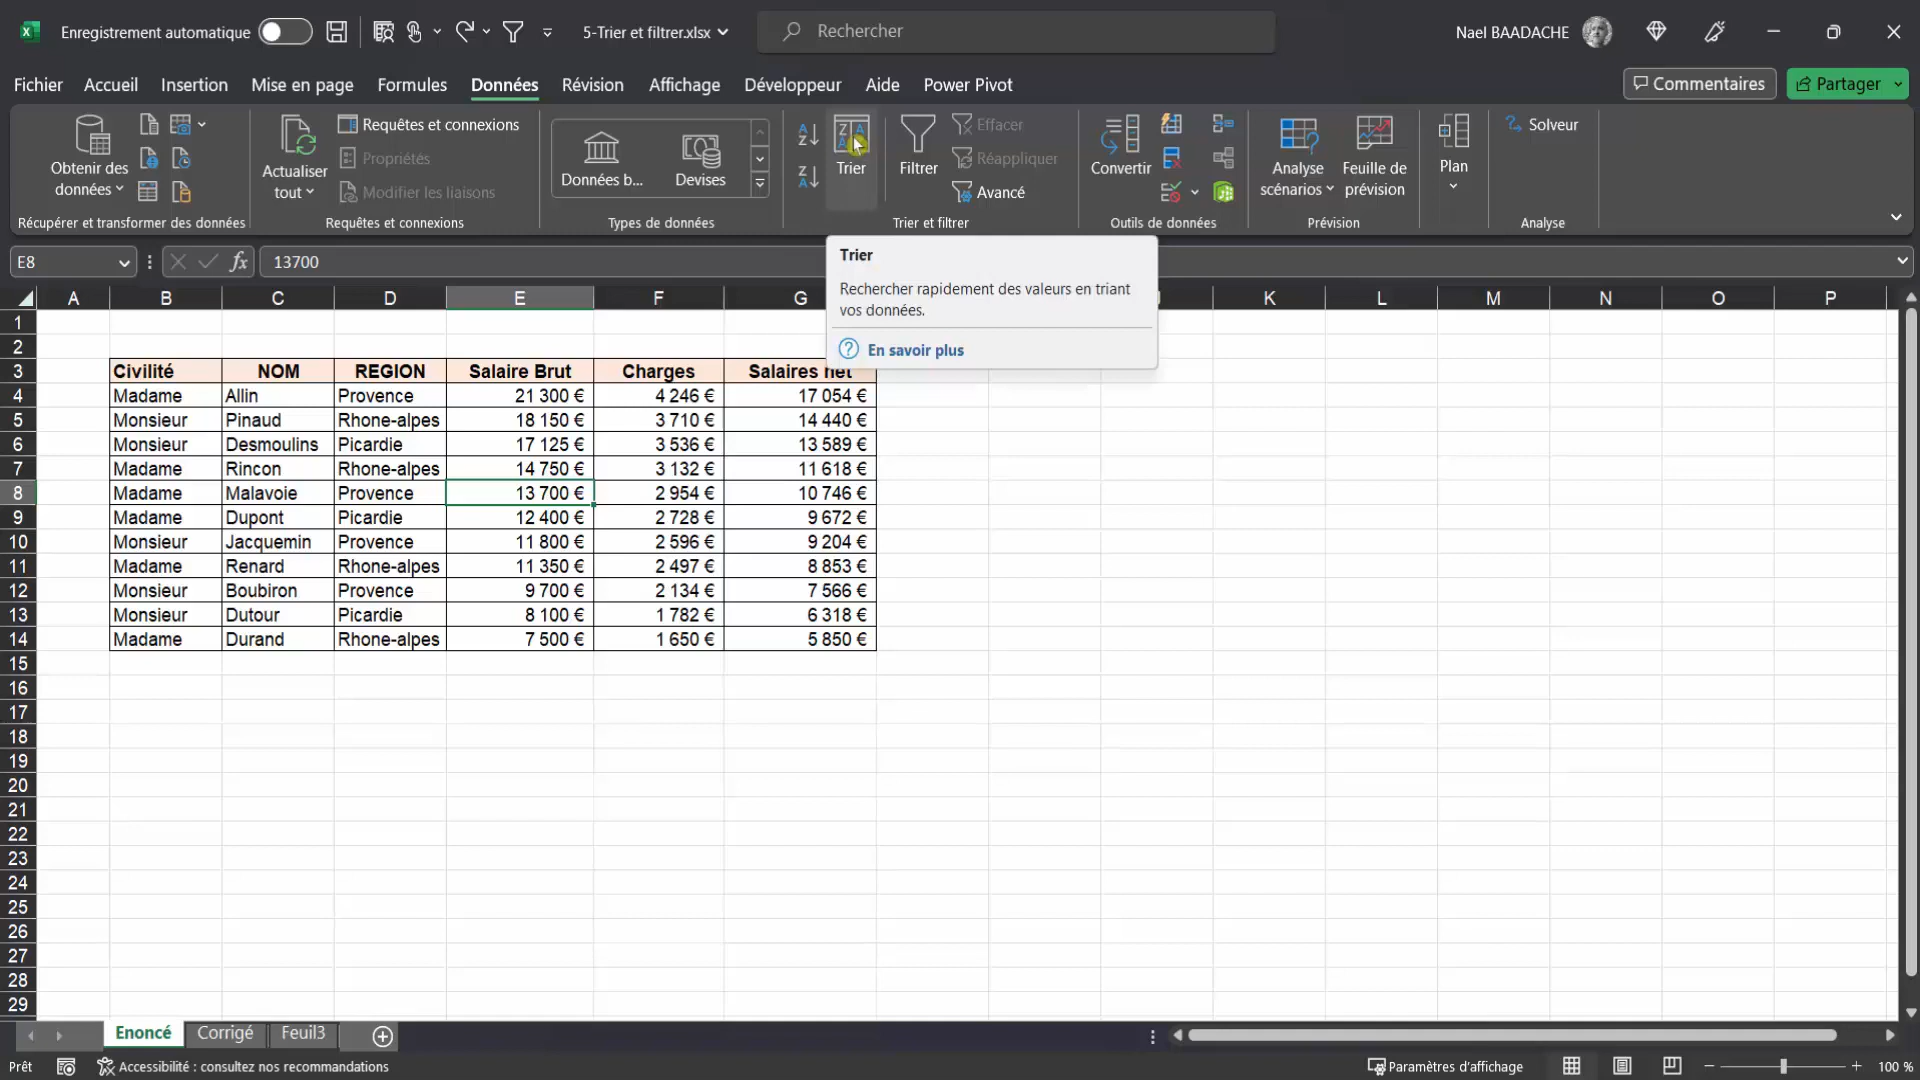 Enregistrement automatique
5-Trier et filtrer.xlsx
Rechercher
Nael BAADACHE
Fichier Accueil Insertion Mise en page Formules Données Révision Affichage Développeur Aide Power Pivot
Commentaires
Partager
Obtenir des données
Récupérer et transformer des données
Actualiser tout
Requêtes et connexions
Propriétés
Modifier les liaisons
Requêtes et connexions
Données b...
Devises
Types de données
Trier
Filtrer
Effacer
Réappliquer
Avancé
Trier et filtrer
Convertir
Outils de données
Analyse scénarios
Feuille de prévision
Prévision
Plan
Solveur
Analyse
E8
fx
13700
Trier
Rechercher rapidement des valeurs en triant
vos données.
En savoir plus
A B C D E F G K L M N O P
1
2
3 Civilité NOM REGION Salaire Brut Charges Salaires net
4 Madame Allin Provence 21 300 € 4 246 € 17 054 €
5 Monsieur Pinaud Rhone-alpes 18 150 € 3 710 € 14 440 €
6 Monsieur Desmoulins Picardie 17 125 € 3 536 € 13 589 €
7 Madame Rincon Rhone-alpes 14 750 € 3 132 € 11 618 €
8 Madame Malavoie Provence 13 700 € 2 954 € 10 746 €
9 Madame Dupont Picardie 12 400 € 2 728 € 9 672 €
10 Monsieur Jacquemin Provence 11 800 € 2 596 € 9 204 €
11 Madame Renard Rhone-alpes 11 350 € 2 497 € 8 853 €
12 Monsieur Boubiron Provence 9 700 € 2 134 € 7 566 €
13 Monsieur Dutour Picardie 8 100 € 1 782 € 6 318 €
14 Madame Durand Rhone-alpes 7 500 € 1 650 € 5 850 €
15
16
17
18
19
20
21
22
23
24
25
26
27
28
29
Enoncé Corrigé Feuil3
Prêt
Accessibilité : consultez nos recommandations
Paramètres d'affichage
100 %